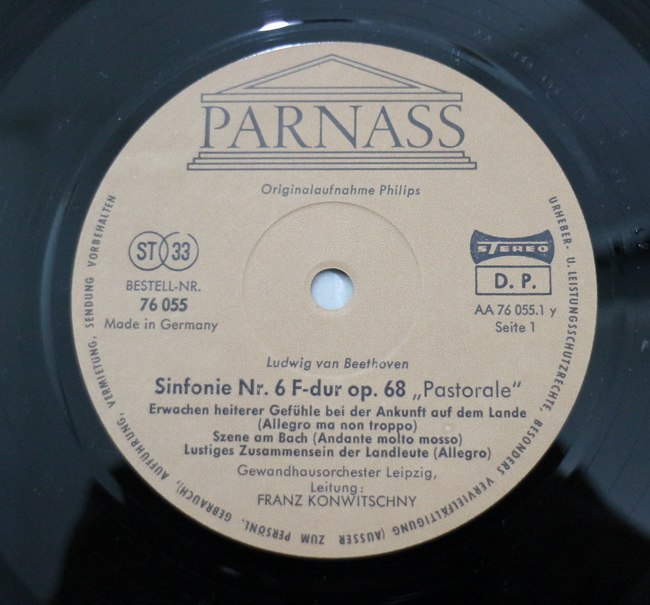 PARNASS
Originalaufnahme Philips
ST 33
BESTELL-NR.
76 055
Made in Germany
STEREO
D. P.
AA 76 055.1 y
Seite 1
Ludwig van Beethoven
Sinfonie Nr. 6 F-dur op. 68 „Pastorale“
Erwachen heiterer Gefühle bei der Ankunft auf dem Lande
(Allegro ma non troppo)
Szene am Bach (Andante molto mosso)
Lustiges Zusammensein der Landleute (Allegro)
Gewandhausorchester Leipzig,
Leitung:
FRANZ KONWITSCHNY
URHEBER- U. LEISTUNGSSCHUTZRECHTE, BESONDERS VERVIELFÄLTIGUNG (AUSSER ZUM PERSÖNL. GEBRAUCH), AUFFÜHRUNG, VERMIETUNG, SENDUNG VORBEHALTEN